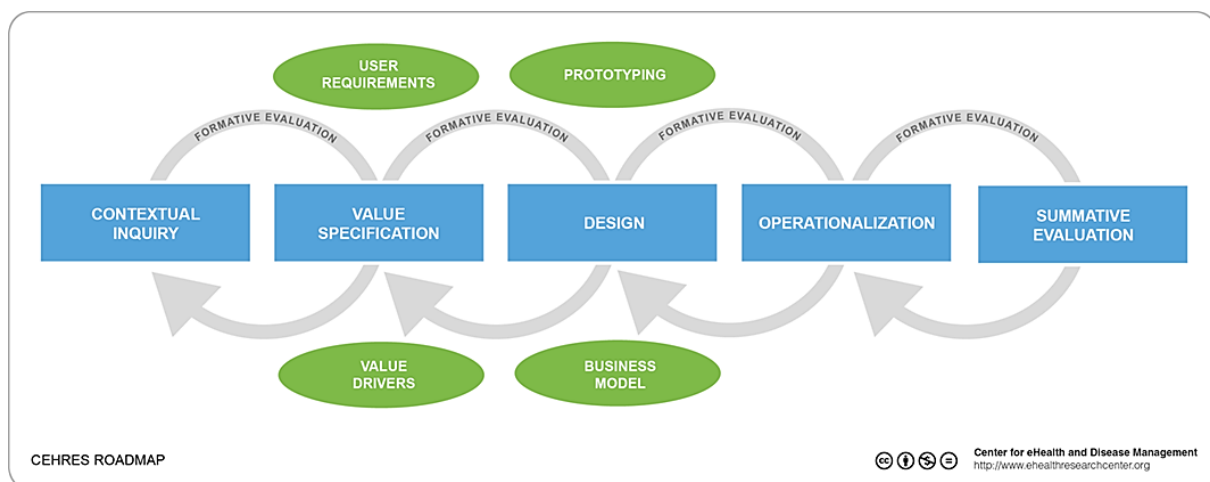 USER
REQUIREMENTS
PROTOTYPING
FORMATIVE EVALUATION
FORMATIVE EVALUATION
FORMATIVE EVALUATION
FORMATIVE EVALUATION
CONTEXTUAL
INQUIRY
VALUE
SPECIFICATION
DESIGN
OPERATIONALIZATION
SUMMATIVE
EVALUATION
VALUE
DRIVERS
BUSINESS
MODEL
CEHRES ROADMAP
cc
Center for eHealth and Disease Management
http://www.ehealthresearchcenter.org